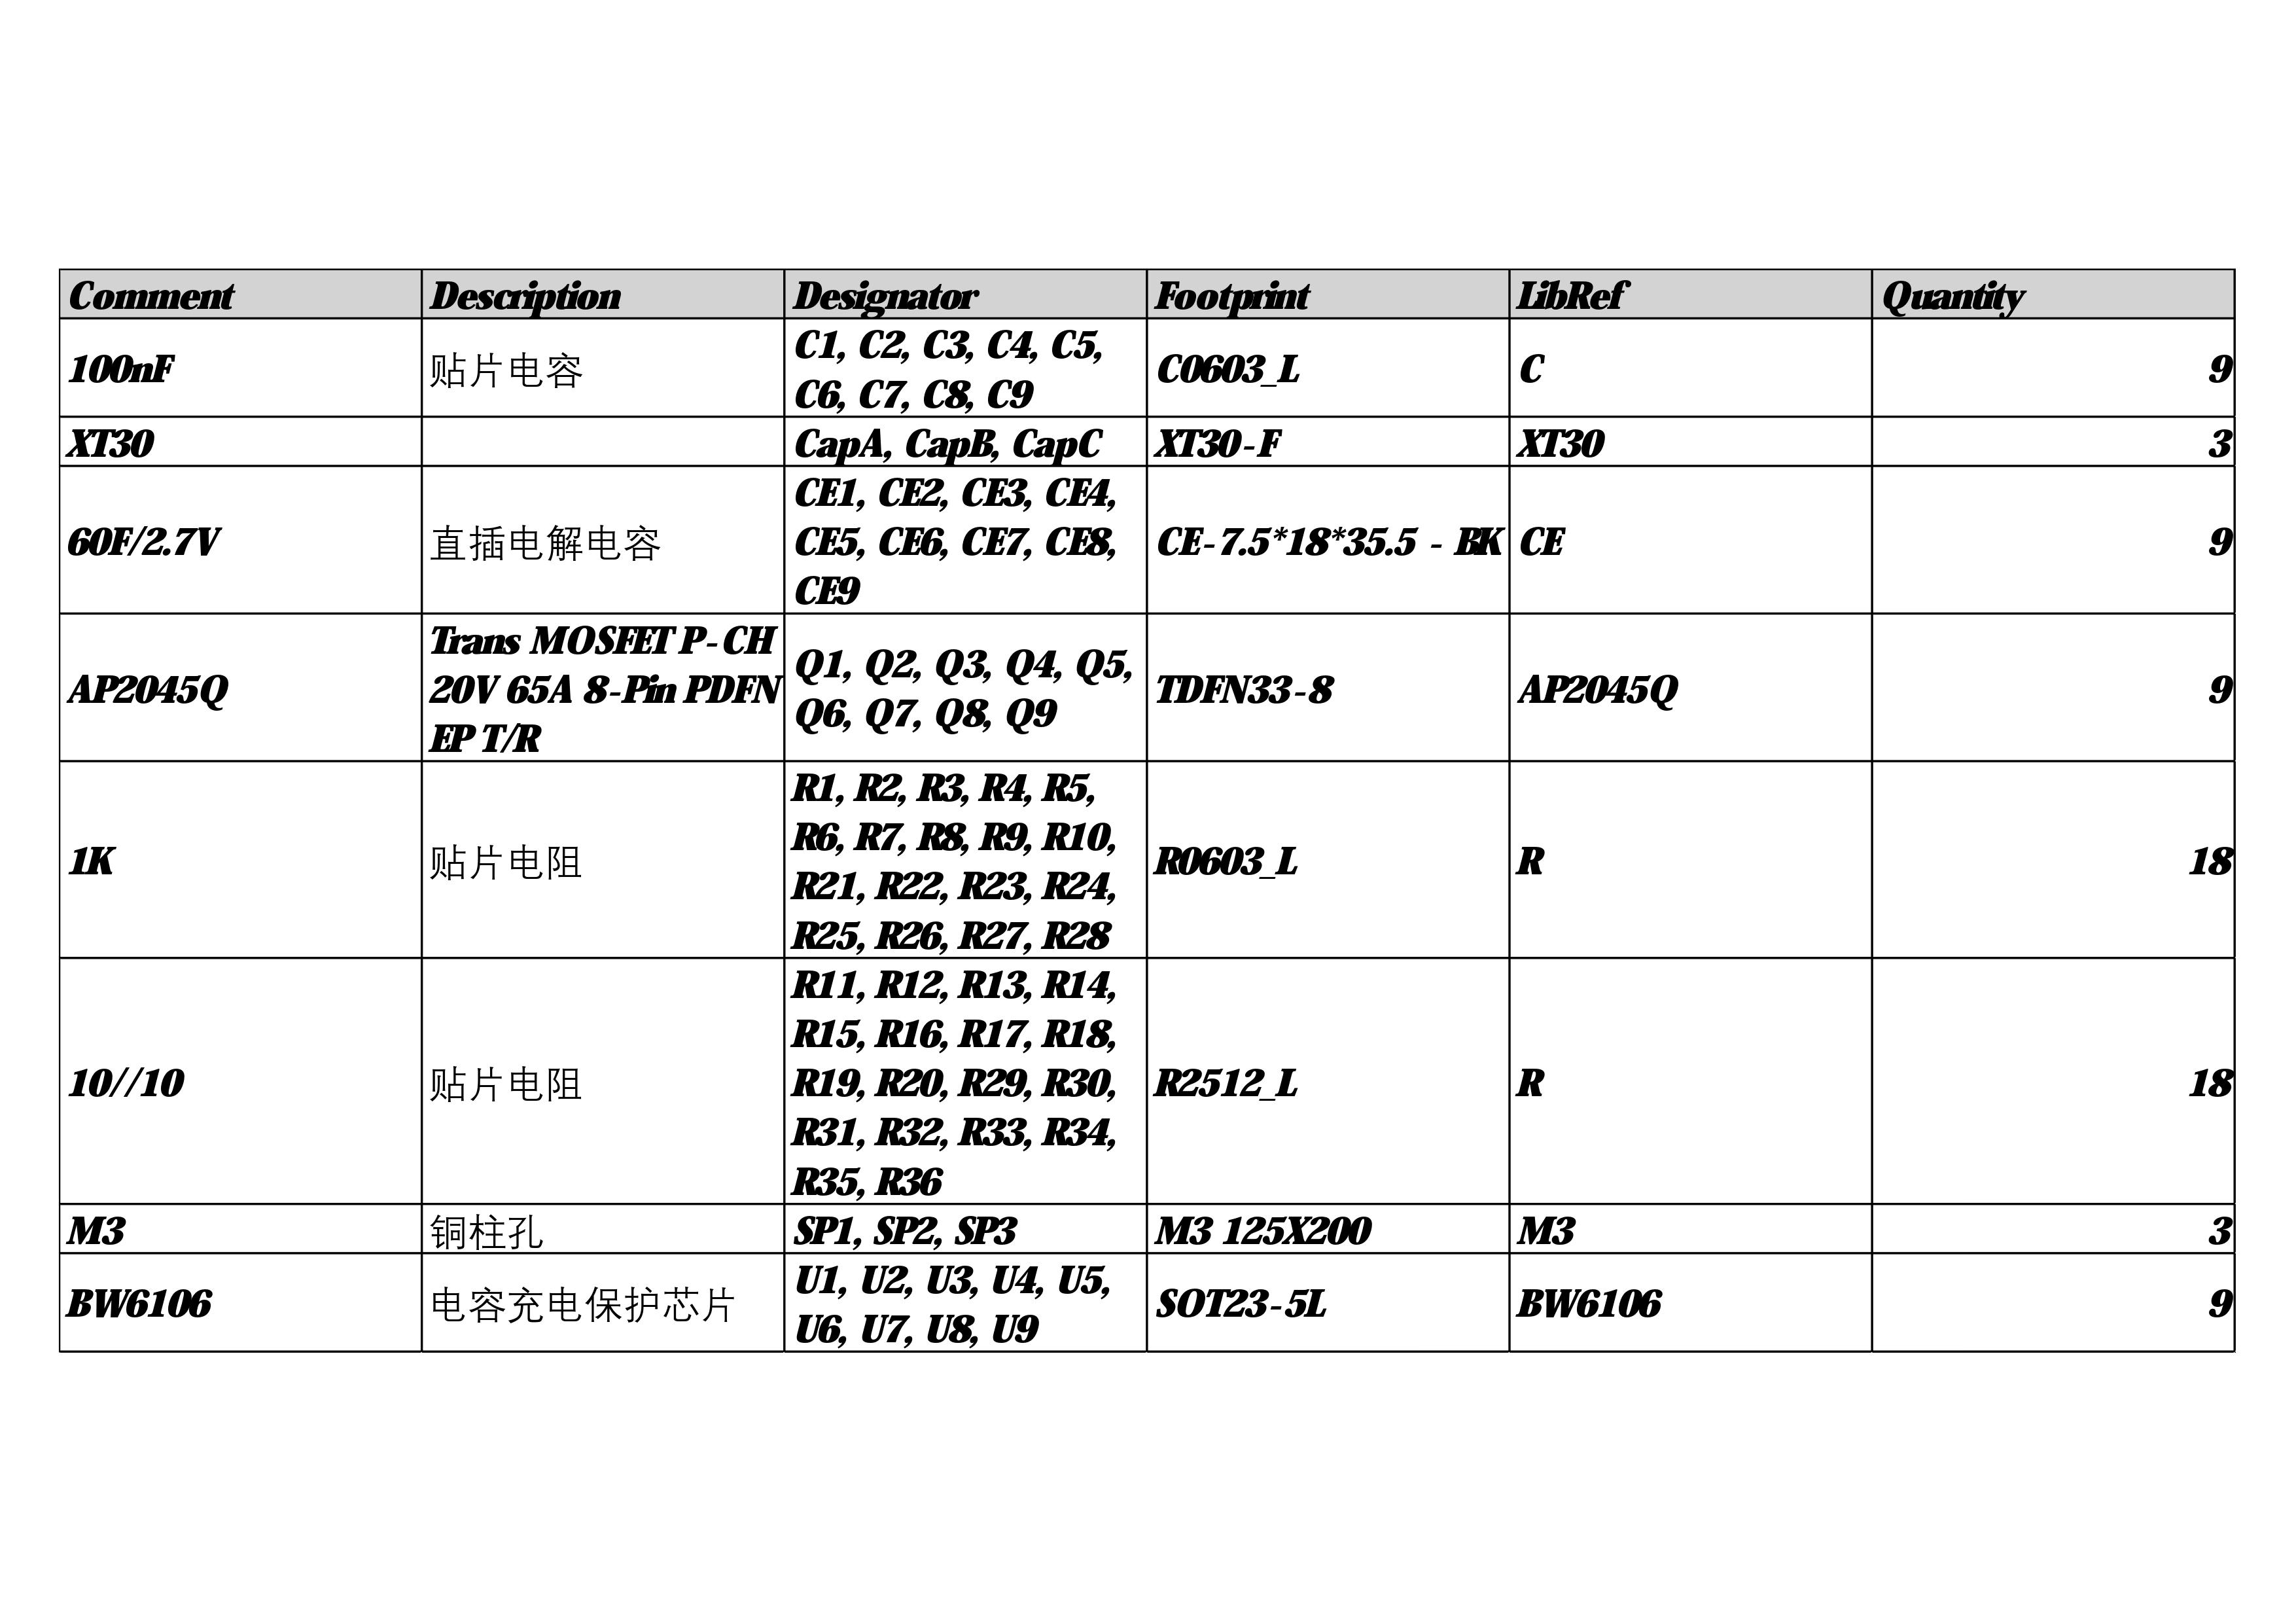 Comment Description Designator Footprint LibRef Quantity
100nF 贴片电容 C1, C2, C3, C4, C5,
C6, C7, C8, C9 C0603_L C 9
XT30 CapA, CapB, CapC XT30-F XT30 3
60F/2.7V 直插电解电容 CE1, CE2, CE3, CE4,
CE5, CE6, CE7, CE8,
CE9 CE-7.5*18*35.5 - BK CE 9
AP2045Q Trans MOSFET P-CH
20V 65A 8-Pin PDFN
EP T/R Q1, Q2, Q3, Q4, Q5,
Q6, Q7, Q8, Q9 TDFN33-8 AP2045Q 9
1K 贴片电阻 R1, R2, R3, R4, R5,
R6, R7, R8, R9, R10,
R21, R22, R23, R24,
R25, R26, R27, R28 R0603_L R 18
10//10 贴片电阻 R11, R12, R13, R14,
R15, R16, R17, R18,
R19, R20, R29, R30,
R31, R32, R33, R34,
R35, R36 R2512_L R 18
M3 铜柱孔 SP1, SP2, SP3 M3 125X200 M3 3
BW6106 电容充电保护芯片 U1, U2, U3, U4, U5,
U6, U7, U8, U9 SOT23-5L BW6106 9